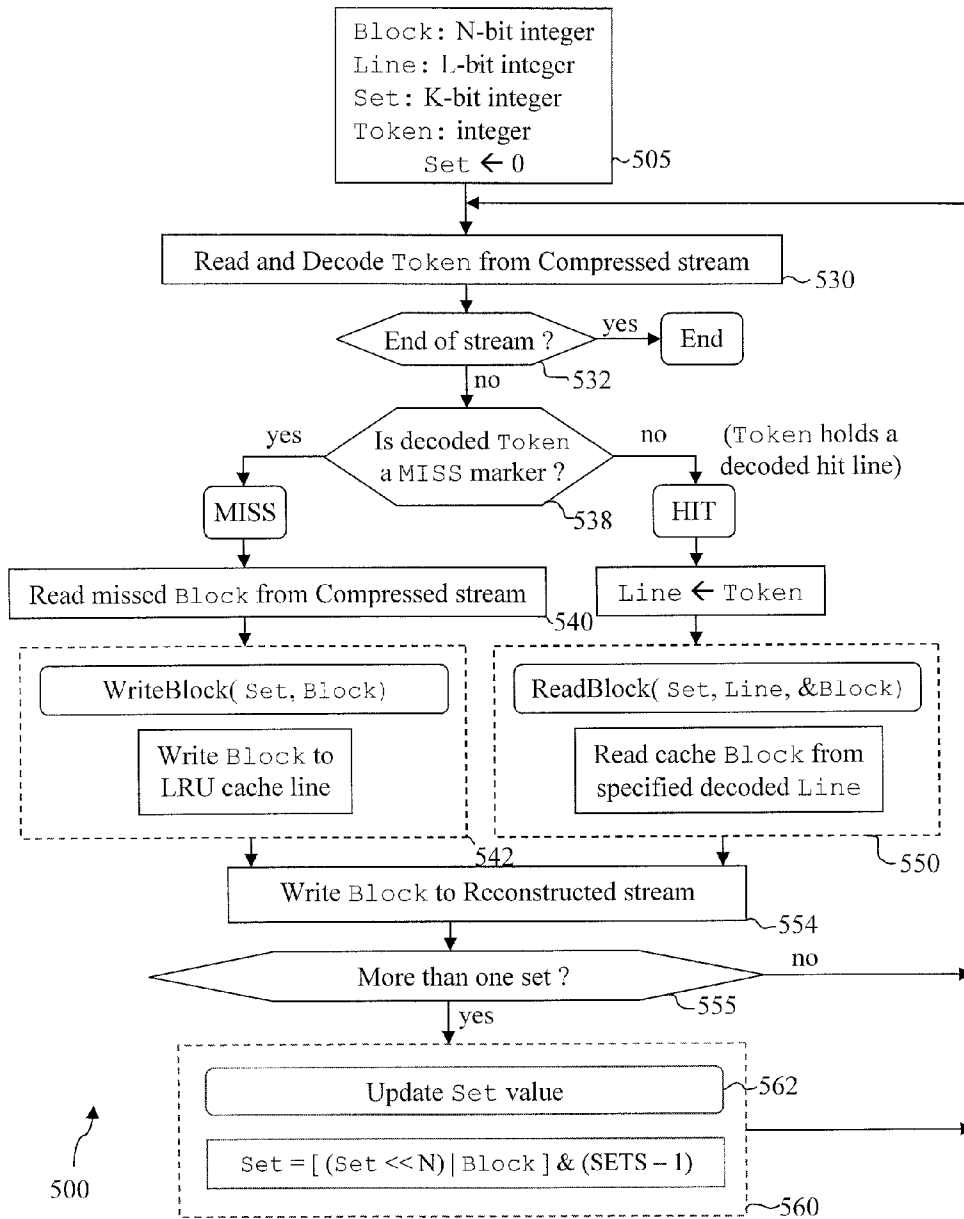 Block: N-bit integer
Line: L-bit integer
Set: K-bit integer
Token: integer
Set ← 0
505
Read and Decode Token from Compressed stream
530
End of stream ?
yes
End
532
no
yes
Is decoded Token
a MISS marker ?
no
(Token holds a
decoded hit line)
538
MISS
HIT
Read missed Block from Compressed stream
540
Line ← Token
WriteBlock( Set, Block)
Write Block to
LRU cache line
542
ReadBlock( Set, Line, &Block)
Read cache Block from
specified decoded Line
550
Write Block to Reconstructed stream
554
More than one set ?
no
555
yes
Update Set value
562
Set = [ (Set << N) | Block ] & (SETS – 1)
560
500